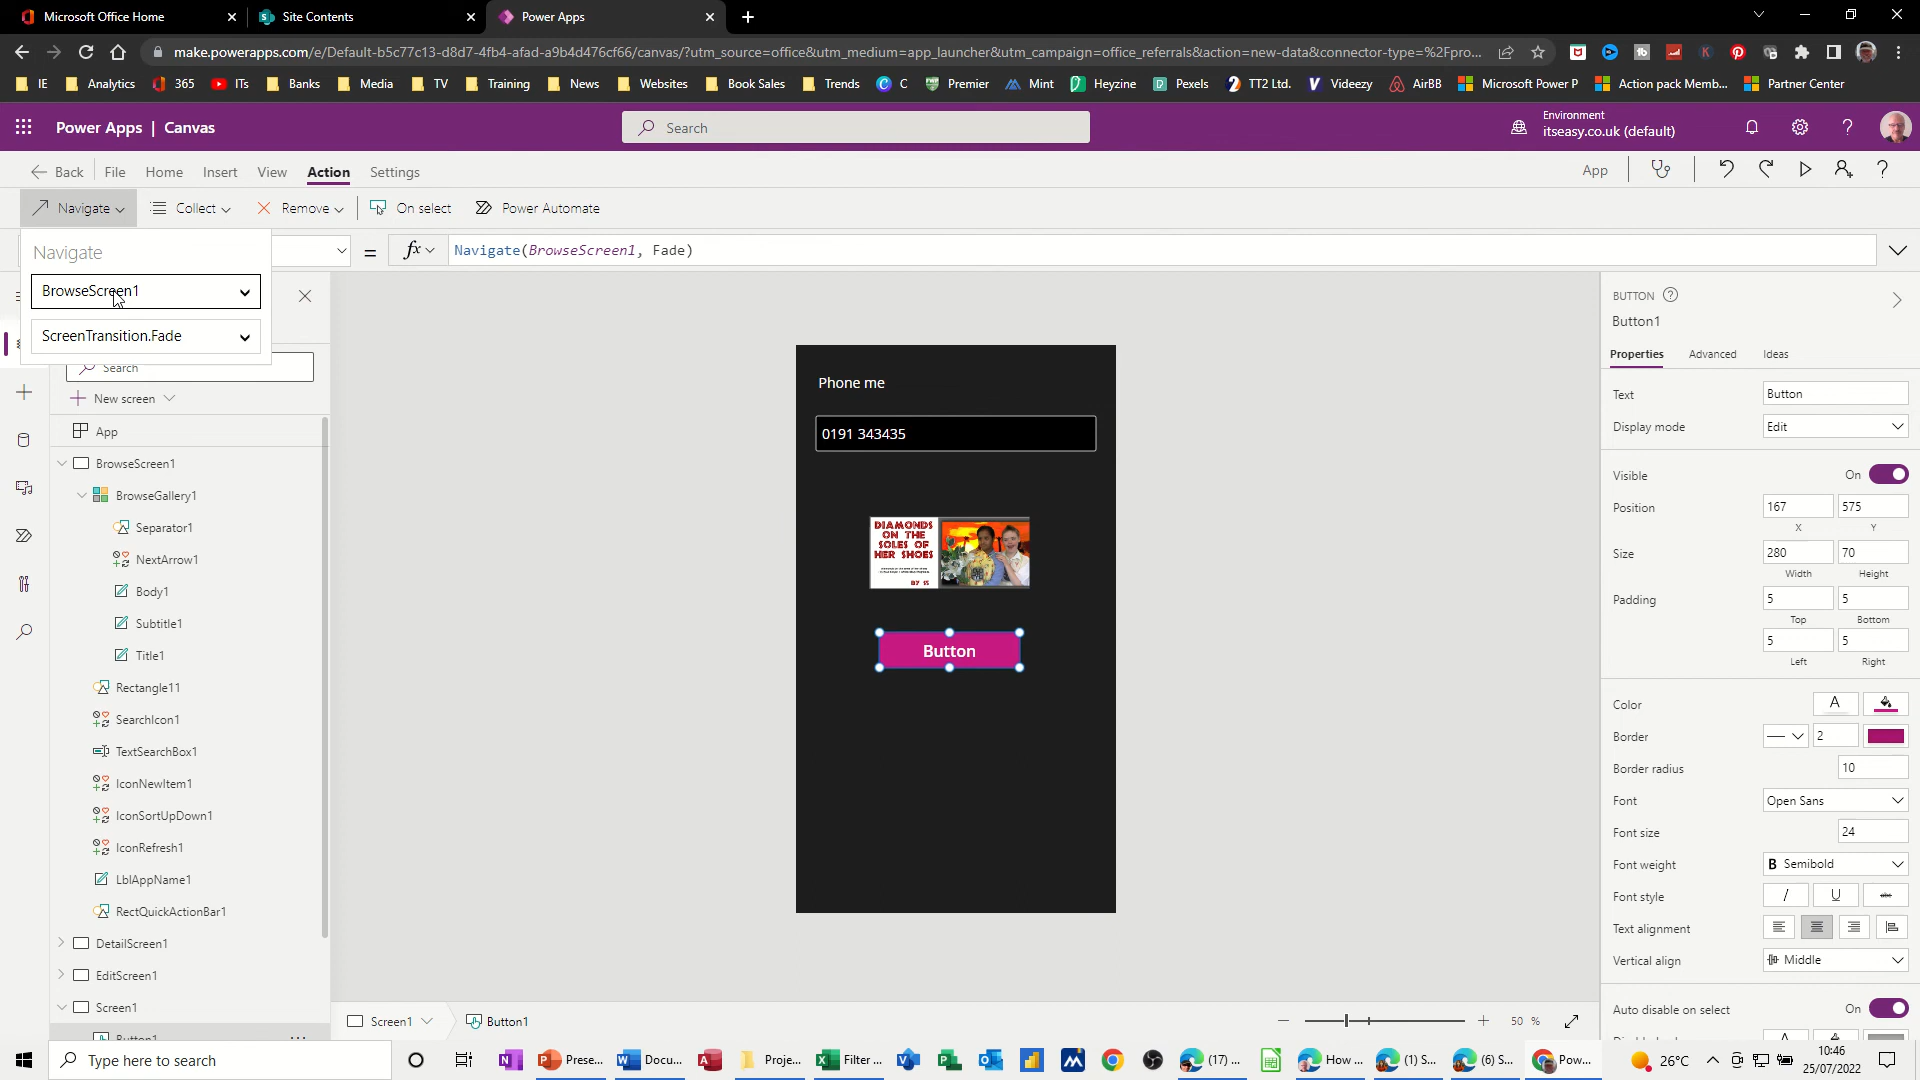 Microsoft Office Home
Site Contents
Power Apps
make.powerapps.com/e/Default-b5c77c13-d8d7-4fb4-afad-a9b4d476cf66/canvas/?utm_source=office&utm_medium=app_launcher&utm_campaign=office_referrals&action=new-data&connector-type=%2Fpro...
IE
Analytics
365
ITs
Banks
Media
TV
Training
News
Websites
Book Sales
Trends
C
Premier
Mint
Heyzine
Pexels
TT2 Ltd.
Videezy
AirBB
Microsoft Power P
Action pack Memb...
Partner Center
Power Apps | Canvas
Search
Environment
itseasy.co.uk (default)
Back
File
Home
Insert
View
Action
Settings
App
Navigate
Collect
Remove
On select
Power Automate
Navigate
= fx
Navigate(BrowseScreen1, Fade)
BrowseScreen1
ScreenTransition.Fade
Search
New screen
App
BrowseScreen1
BrowseGallery1
Separator1
NextArrow1
Body1
Subtitle1
Title1
Rectangle11
SearchIcon1
TextSearchBox1
IconNewItem1
IconSortUpDown1
IconRefresh1
LblAppName1
RectQuickActionBar1
DetailScreen1
EditScreen1
Screen1
Button1
Phone me
0191 343435
DIAMONDS
ON THE
SOLES OF
HER SHOES
BY SS
Button
BUTTON
Button1
Properties
Advanced
Ideas
Text
Button
Display mode
Edit
Visible
On
Position
167
575
X
Y
Size
280
70
Width
Height
Padding
5
5
Top
Bottom
5
5
Left
Right
Color
A
Border
2
Border radius
10
Font
Open Sans
Font size
24
Font weight
B Semibold
Font style
/
U
abc
Text alignment
Vertical align
Middle
Auto disable on select
On
Screen1
Button1
50 %
Type here to search
Prese...
Docu...
Proje...
Filter ...
(17) ...
How ...
(1) S...
(6) S...
Pow...
26°C
10:46
25/07/2022